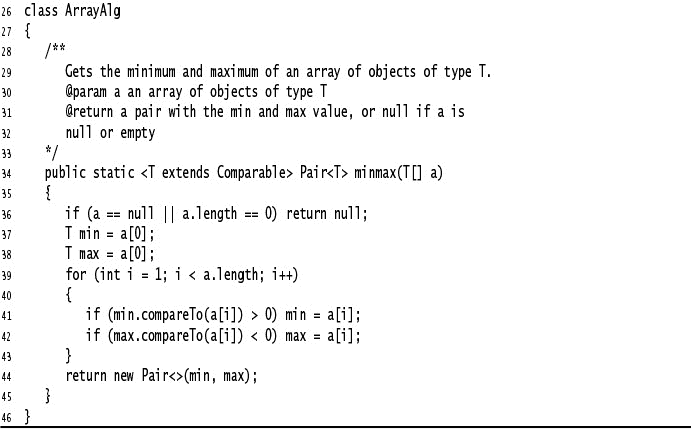 26 class ArrayAlg
27 {
28    /**
29       Gets the minimum and maximum of an array of objects of type T.
30       @param a an array of objects of type T
31       @return a pair with the min and max value, or null if a is
32       null or empty
33    */
34    public static <T extends Comparable> Pair<T> minmax(T[] a)
35    {
36       if (a == null || a.length == 0) return null;
37       T min = a[0];
38       T max = a[0];
39       for (int i = 1; i < a.length; i++)
40       {
41          if (min.compareTo(a[i]) > 0) min = a[i];
42          if (max.compareTo(a[i]) < 0) max = a[i];
43       }
44       return new Pair<>(min, max);
45    }
46 }